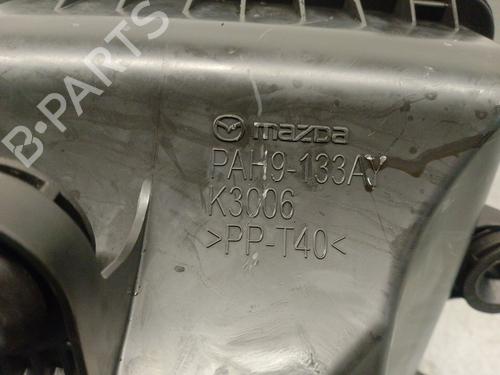 B-PARTS
mazda
PAH9-133AY
K3006
>PP-T40<